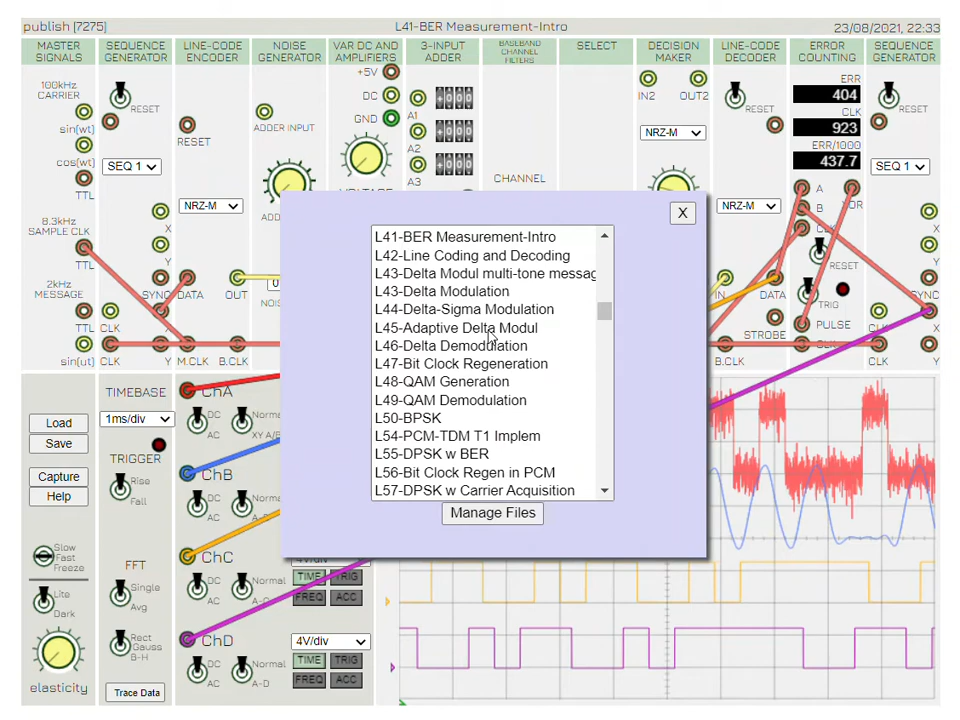 publish [7275]
L41-BER Measurement-Intro
23/08/2021, 22:33
MASTER SIGNALS
SEQUENCE GENERATOR
LINE-CODE ENCODER
NOISE GENERATOR
VAR DC AND AMPLIFIERS
3-INPUT ADDER
BASEBAND CHANNEL FILTERS
SELECT
DECISION MAKER
LINE-CODE DECODER
ERROR COUNTING
SEQUENCE GENERATOR
100kHz CARRIER
sin(wt)
cos(wt)
TTL
8.3kHz SAMPLE CLK
TTL
2kHz MESSAGE
TTL
sin(ut)
RESET
SEQ 1
X
Y
SYNC
CLK
X
CLK
Y
RESET
NRZ-M
DATA
OUT
M.CLK
B.CLK
ADDER INPUT
+5V
DC
GND
A1
A2
A3
+000
+000
+000
CHANNEL
IN2
OUT2
NRZ-M
RESET
NRZ-M
IN
DATA
STROBE
B.CLK
ERR
404
CLK
923
ERR/1000
437.7
A
B
XOR
RESET
TRIG
PULSE
RESET
SEQ 1
X
Y
SYNC
CLK
X
CLK
Y
X
L41-BER Measurement-Intro
L42-Line Coding and Decoding
L43-Delta Modul multi-tone messag
L43-Delta Modulation
L44-Delta-Sigma Modulation
L45-Adaptive Delta Modul
L46-Delta Demodulation
L47-Bit Clock Regeneration
L48-QAM Generation
L49-QAM Demodulation
L50-BPSK
L54-PCM-TDM T1 Implem
L55-DPSK w BER
L56-Bit Clock Regen in PCM
L57-DPSK w Carrier Acquisition
Manage Files
Load
Save
Capture
Help
Slow
Fast
Freeze
Lite
Dark
elasticity
TIMEBASE
1ms/div
TRIGGER
Rise
Fall
FFT
Single
Avg
Rect
Gauss
B-H
Trace Data
ChA
DC
AC
Normal
XY A/B
ChB
DC
AC
ChC
DC
AC
Normal
4V/div
TIME
TRIG
FREQ
ACC
ChD
DC
AC
Normal
A-D
4V/div
TIME
TRIG
FREQ
ACC